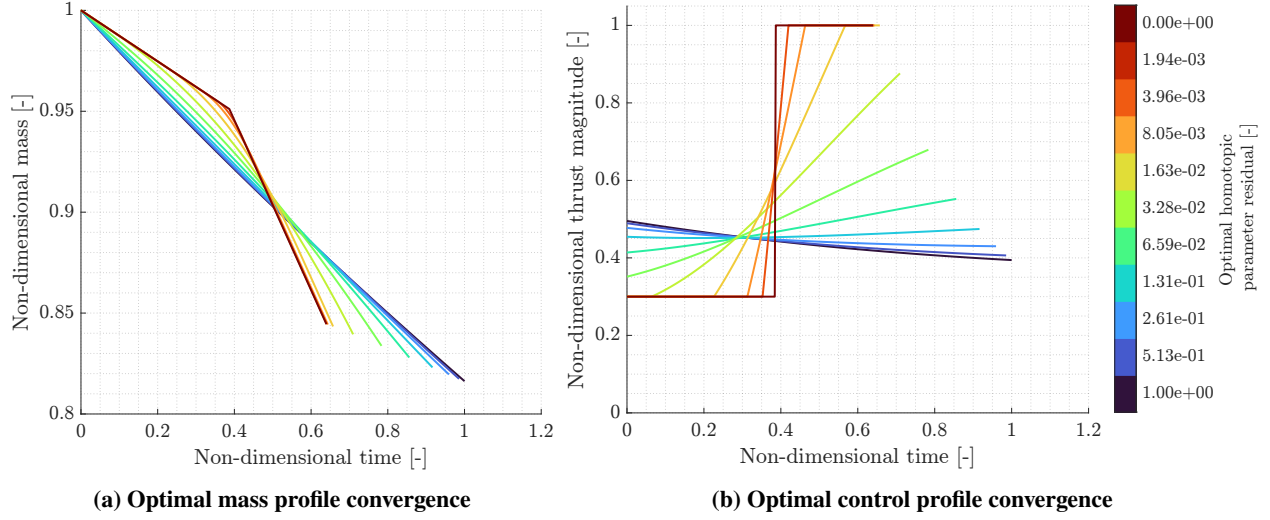 1
0.95
0.9
0.85
0.8
Non-dimensional mass [-]
0
0.2
0.4
0.6
0.8
1
1.2
Non-dimensional time [-]
(a) Optimal mass profile convergence
1
0.8
0.6
0.4
0.2
0
Non-dimensional thrust magnitude [-]
0
0.2
0.4
0.6
0.8
1
1.2
Non-dimensional time [-]
(b) Optimal control profile convergence
0.00e+00
1.94e-03
3.96e-03
8.05e-03
1.63e-02
3.28e-02
6.59e-02
1.31e-01
2.61e-01
5.13e-01
1.00e+00
Optimal homotopic
parameter residual [-]